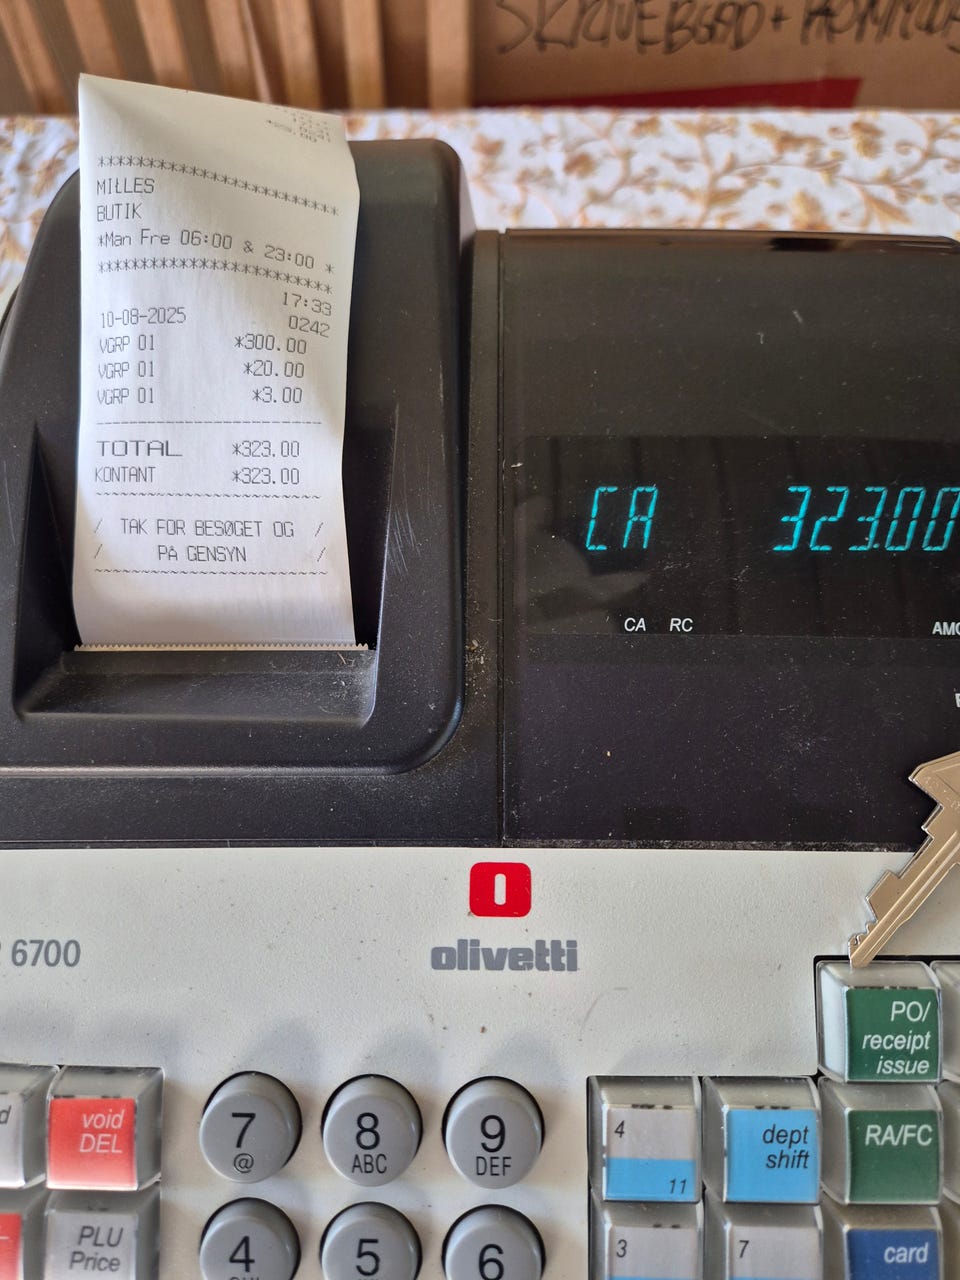 ************************
MILLES
BUTIK
*Man Fre 06:00 & 23:00 *
************************
17:33
10-08-2025 0242
VGRP 01 *300.00
VGRP 01 *20.00
VGRP 01 *3.00
TOTAL *323.00
KONTANT *323.00
/ TAK FOR BESØGET OG /
/ PA GENSYN /
CA 323.00
CA RC
olivetti
6700
PO/
receipt
issue
void
DEL
7
@
8
ABC
9
DEF
4
11
dept
shift
RA/FC
PLU
Price
4
5
6
3
7
card